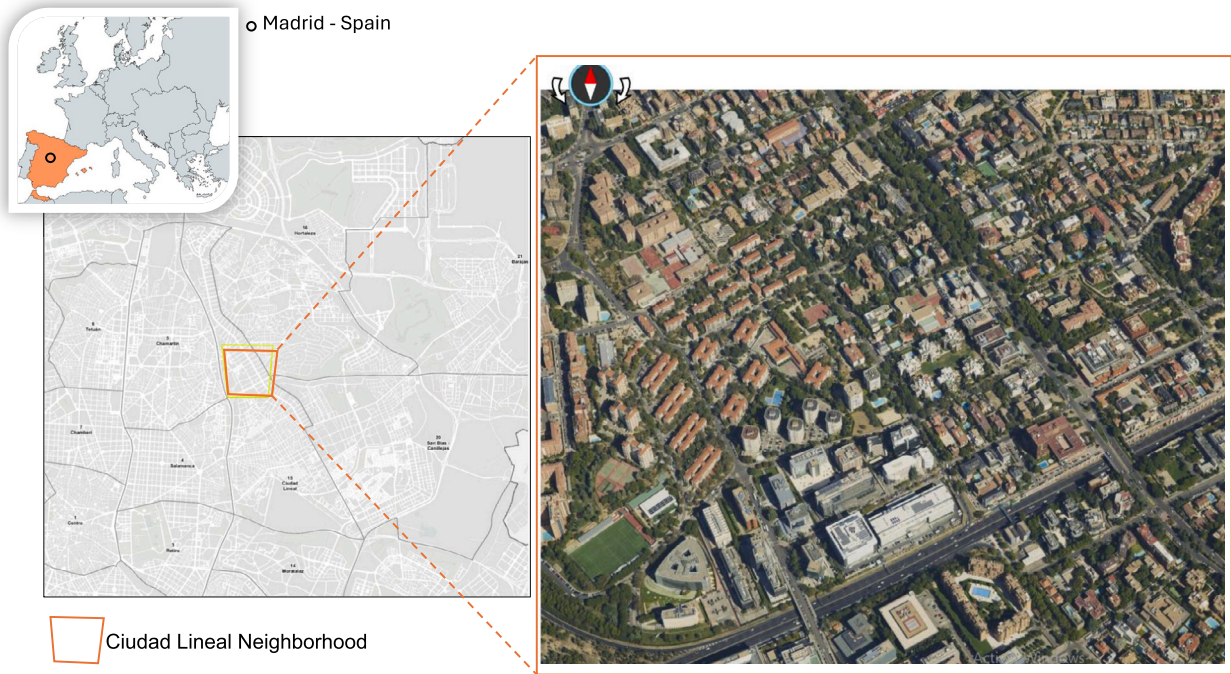 Madrid - Spain
16
Hortaleza
21
Barajas
6
Tetuán
5
Chamartín
7
Chamberí
20
San Blas -
Canillejas
4
Salamanca
15
Ciudad
Lineal
1
Centro
3
Retiro
14
Moratalaz
Ciudad Lineal Neighborhood